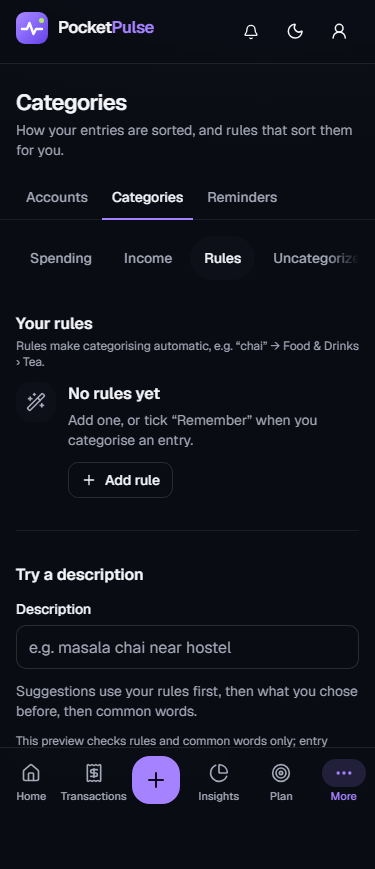 PocketPulse
Categories
How your entries are sorted, and rules that sort them
for you.
Accounts
Categories
Reminders
Spending
Income
Rules
Uncategorize
Your rules
Rules make categorising automatic, e.g. “chai” → Food & Drinks
› Tea.
No rules yet
Add one, or tick “Remember” when you
categorise an entry.
+ Add rule
Try a description
Description
e.g. masala chai near hostel
Suggestions use your rules first, then what you chose
before, then common words.
This preview checks rules and common words only; entry
Home
Transactions
Insights
Plan
More